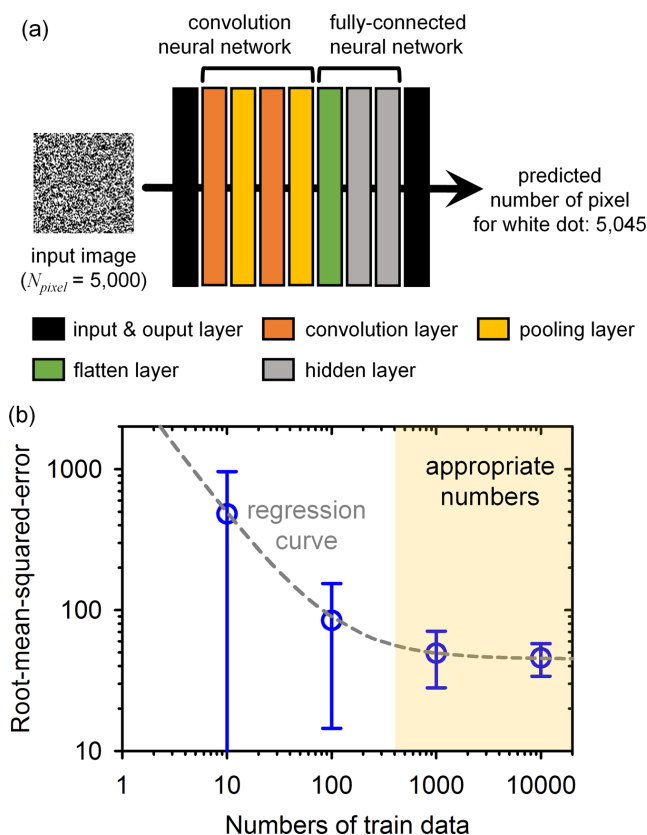 (a)
convolution
neural network
fully-connected
neural network
input image
(Npixel = 5,000)
predicted
number of pixel
for white dot: 5,045
input & ouput layer
convolution layer
pooling layer
flatten layer
hidden layer
(b)
Root-mean-squared-error
1000
100
10
regression
curve
appropriate
numbers
1
10
100
1000
10000
Numbers of train data